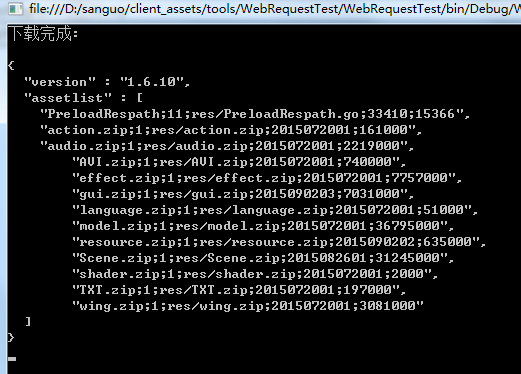 file:///D:/sanguo/client_assets/tools/WebRequestTest/WebRequestTest/bin/Debug/W
下载完成:
{
"version" : "1.6.10",
"assetlist" : [
"PreloadRespath;11;res/PreloadRespath.go;33410;15366",
"action.zip;1;res/action.zip;2015072001;161000",
"audio.zip;1;res/audio.zip;2015072001;2219000",
"AVI.zip;1;res/AVI.zip;2015072001;740000",
"effect.zip;1;res/effect.zip;2015072001;7757000",
"gui.zip;1;res/gui.zip;2015090203;7031000",
"language.zip;1;res/language.zip;2015072001;51000",
"model.zip;1;res/model.zip;2015072001;36795000",
"resource.zip;1;res/resource.zip;2015090202;635000",
"Scene.zip;1;res/Scene.zip;2015082601;31245000",
"shader.zip;1;res/shader.zip;2015072001;2000",
"TXT.zip;1;res/TXT.zip;2015072001;197000",
"wing.zip;1;res/wing.zip;2015072001;3081000"
]
}